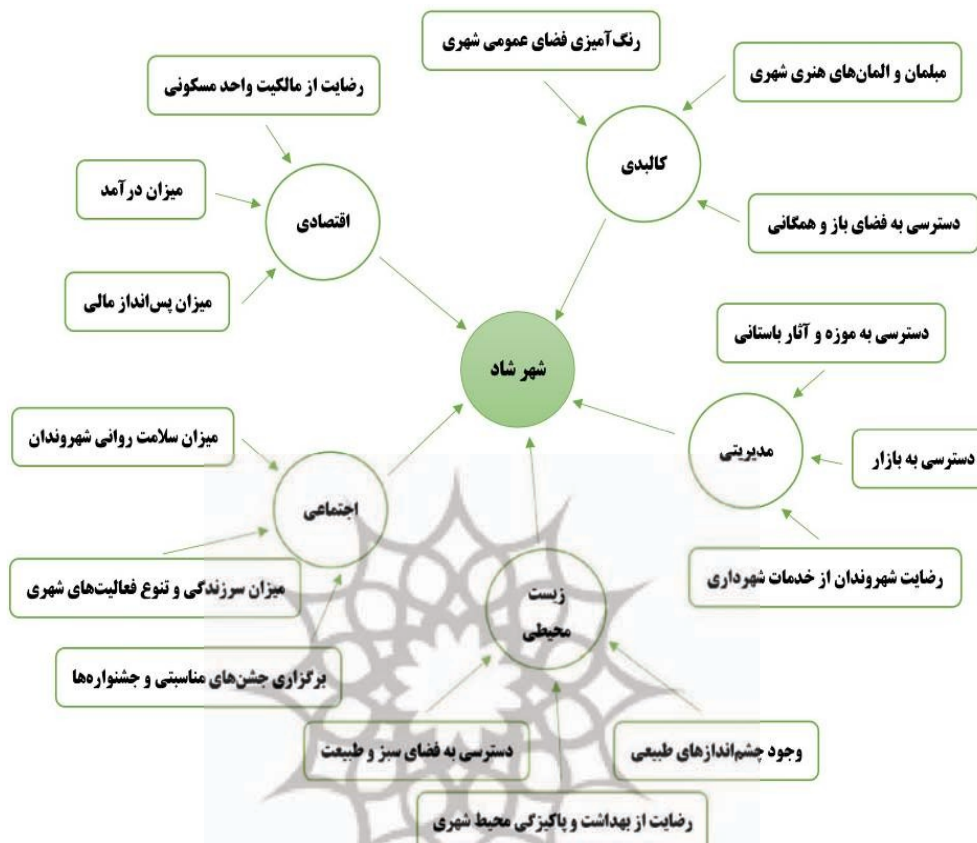 رنگ‌آمیزی فضای عمومی شهری
مبلمان و المان‌های هنری شهری
رضایت از مالکیت واحد مسکونی
کالبدی
میزان درآمد
اقتصادی
دسترسی به فضای باز و همگانی
میزان پس‌انداز مالی
دسترسی به موزه و آثار باستانی
شهر شاد
میزان سلامت روانی شهروندان
مدیریتی
دسترسی به بازار
اجتماعی
رضایت شهروندان از خدمات شهرداری
میزان سرزندگی و تنوع فعالیت‌های شهری
زیست
محیطی
برگزاری جشن‌های مناسبتی و جشنواره‌ها
وجود چشم‌اندازهای طبیعی
دسترسی به فضای سبز و طبیعت
رضایت از بهداشت و پاکیزگی محیط شهری